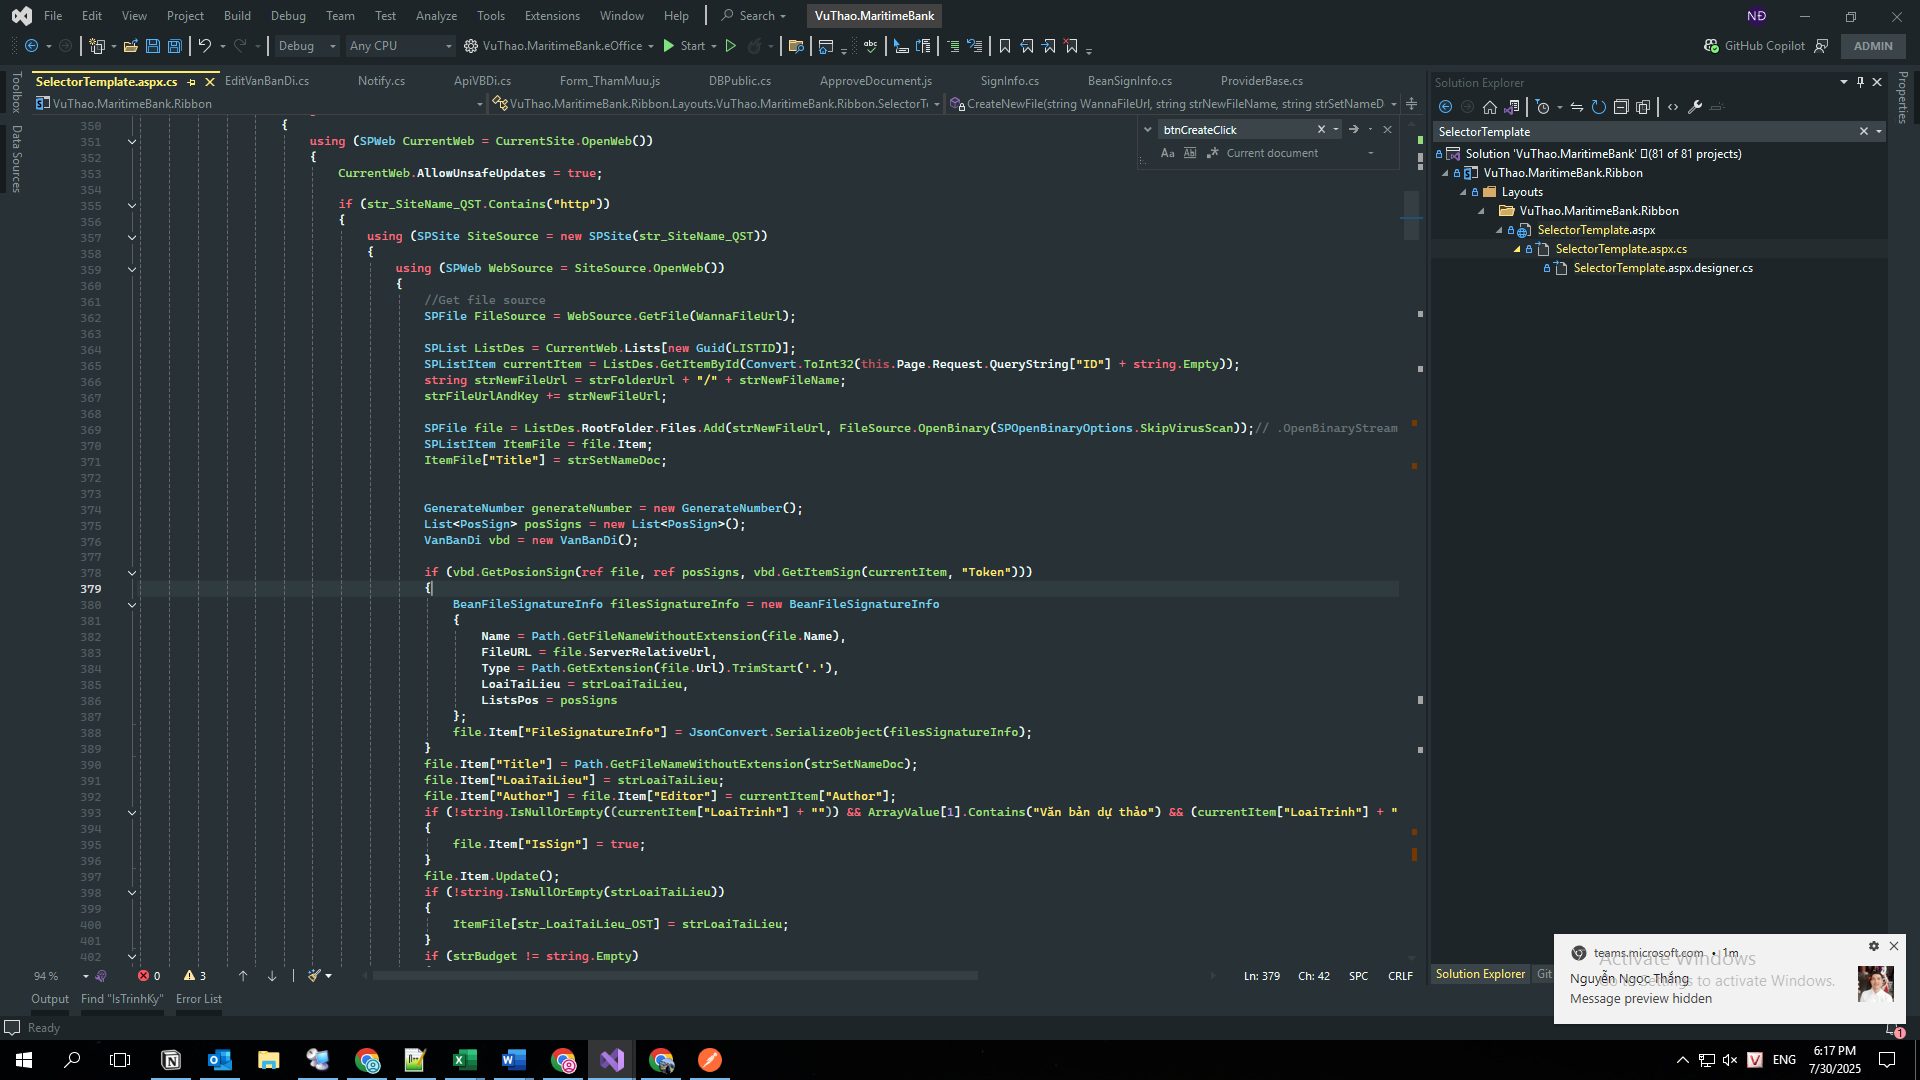 File Edit View Project Build Debug Team Test Analyze Tools Extensions Window Help Search VuThao.MaritimeBank NĐ
Debug Any CPU VuThao.MaritimeBank.eOffice Start GitHub Copilot ADMIN
SelectorTemplate.aspx.cs EditVanBanDi.cs Notify.cs ApiVBDi.cs Form_ThamMuu.js DBPublic.cs ApproveDocument.js SignInfo.cs BeanSignInfo.cs ProviderBase.cs
VuThao.MaritimeBank.Ribbon VuThao.MaritimeBank.Ribbon.Layouts.VuThao.MaritimeBank.Ribbon.SelectorT CreateNewFile(string WannaFileUrl, string strNewFileName, string strSetNameD
Toolbox
Data Sources
btnCreateClick
Aa Ab .* Current document
350 {
351 using (SPWeb CurrentWeb = CurrentSite.OpenWeb())
352 {
353 CurrentWeb.AllowUnsafeUpdates = true;
354
355 if (str_SiteName_QST.Contains("http"))
356 {
357 using (SPSite SiteSource = new SPSite(str_SiteName_QST))
358 {
359 using (SPWeb WebSource = SiteSource.OpenWeb())
360 {
361 //Get file source
362 SPFile FileSource = WebSource.GetFile(WannaFileUrl);
363
364 SPList ListDes = CurrentWeb.Lists[new Guid(LISTID)];
365 SPListItem currentItem = ListDes.GetItemById(Convert.ToInt32(this.Page.Request.QueryString["ID"] + string.Empty));
366 string strNewFileUrl = strFolderUrl + "/" + strNewFileName;
367 strFileUrlAndKey += strNewFileUrl;
368
369 SPFile file = ListDes.RootFolder.Files.Add(strNewFileUrl, FileSource.OpenBinary(SPOpenBinaryOptions.SkipVirusScan));// .OpenBinaryStream
370 SPListItem ItemFile = file.Item;
371 ItemFile["Title"] = strSetNameDoc;
372
373
374 GenerateNumber generateNumber = new GenerateNumber();
375 List<PosSign> posSigns = new List<PosSign>();
376 VanBanDi vbd = new VanBanDi();
377
378 if (vbd.GetPosionSign(ref file, ref posSigns, vbd.GetItemSign(currentItem, "Token")))
379 {
380 BeanFileSignatureInfo filesSignatureInfo = new BeanFileSignatureInfo
381 {
382 Name = Path.GetFileNameWithoutExtension(file.Name),
383 FileURL = file.ServerRelativeUrl,
384 Type = Path.GetExtension(file.Url).TrimStart('.'),
385 LoaiTaiLieu = strLoaiTaiLieu,
386 ListsPos = posSigns
387 };
388 file.Item["FileSignatureInfo"] = JsonConvert.SerializeObject(filesSignatureInfo);
389 }
390 file.Item["Title"] = Path.GetFileNameWithoutExtension(strSetNameDoc);
391 file.Item["LoaiTaiLieu"] = strLoaiTaiLieu;
392 file.Item["Author"] = file.Item["Editor"] = currentItem["Author"];
393 if (!string.IsNullOrEmpty((currentItem["LoaiTrinh"] + "")) && ArrayValue[1].Contains("Văn bản dự thảo") && (currentItem["LoaiTrinh"] + "
394 {
395 file.Item["IsSign"] = true;
396 }
397 file.Item.Update();
398 if (!string.IsNullOrEmpty(strLoaiTaiLieu))
399 {
400 ItemFile[str_LoaiTaiLieu_OST] = strLoaiTaiLieu;
401 }
402 if (strBudget != string.Empty)
94 % 0 3 Ln: 379 Ch: 42 SPC CRLF
Output Find "IsTrinhKy" Error List
Ready
Solution Explorer
SelectorTemplate
Solution 'VuThao.MaritimeBank' (81 of 81 projects)
VuThao.MaritimeBank.Ribbon
Layouts
VuThao.MaritimeBank.Ribbon
SelectorTemplate.aspx
SelectorTemplate.aspx.cs
SelectorTemplate.aspx.designer.cs
Properties
Solution Explorer Git
teams.microsoft.com • 1m
Nguyễn Ngọc Thắng
Message preview hidden
Activate Windows
Go to Settings to activate Windows.
1
ENG 6:17 PM
7/30/2025